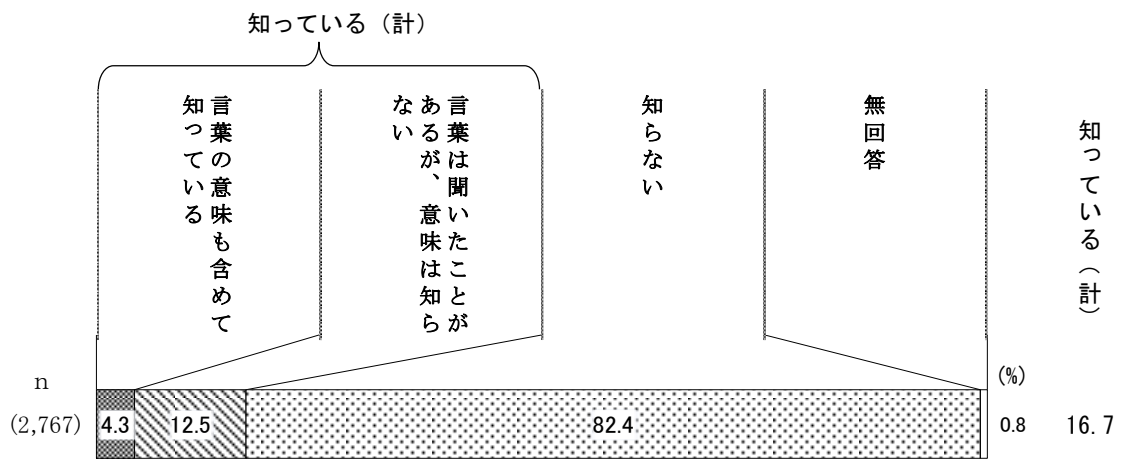 知っている（計）
言葉の意味も含めて
知っている
言葉は聞いたことが
あるが、意味は知ら
ない
知らない
無回答
知っている（計）
n
(%)
(2,767)
4.3
12.5
82.4
0.8
16.7